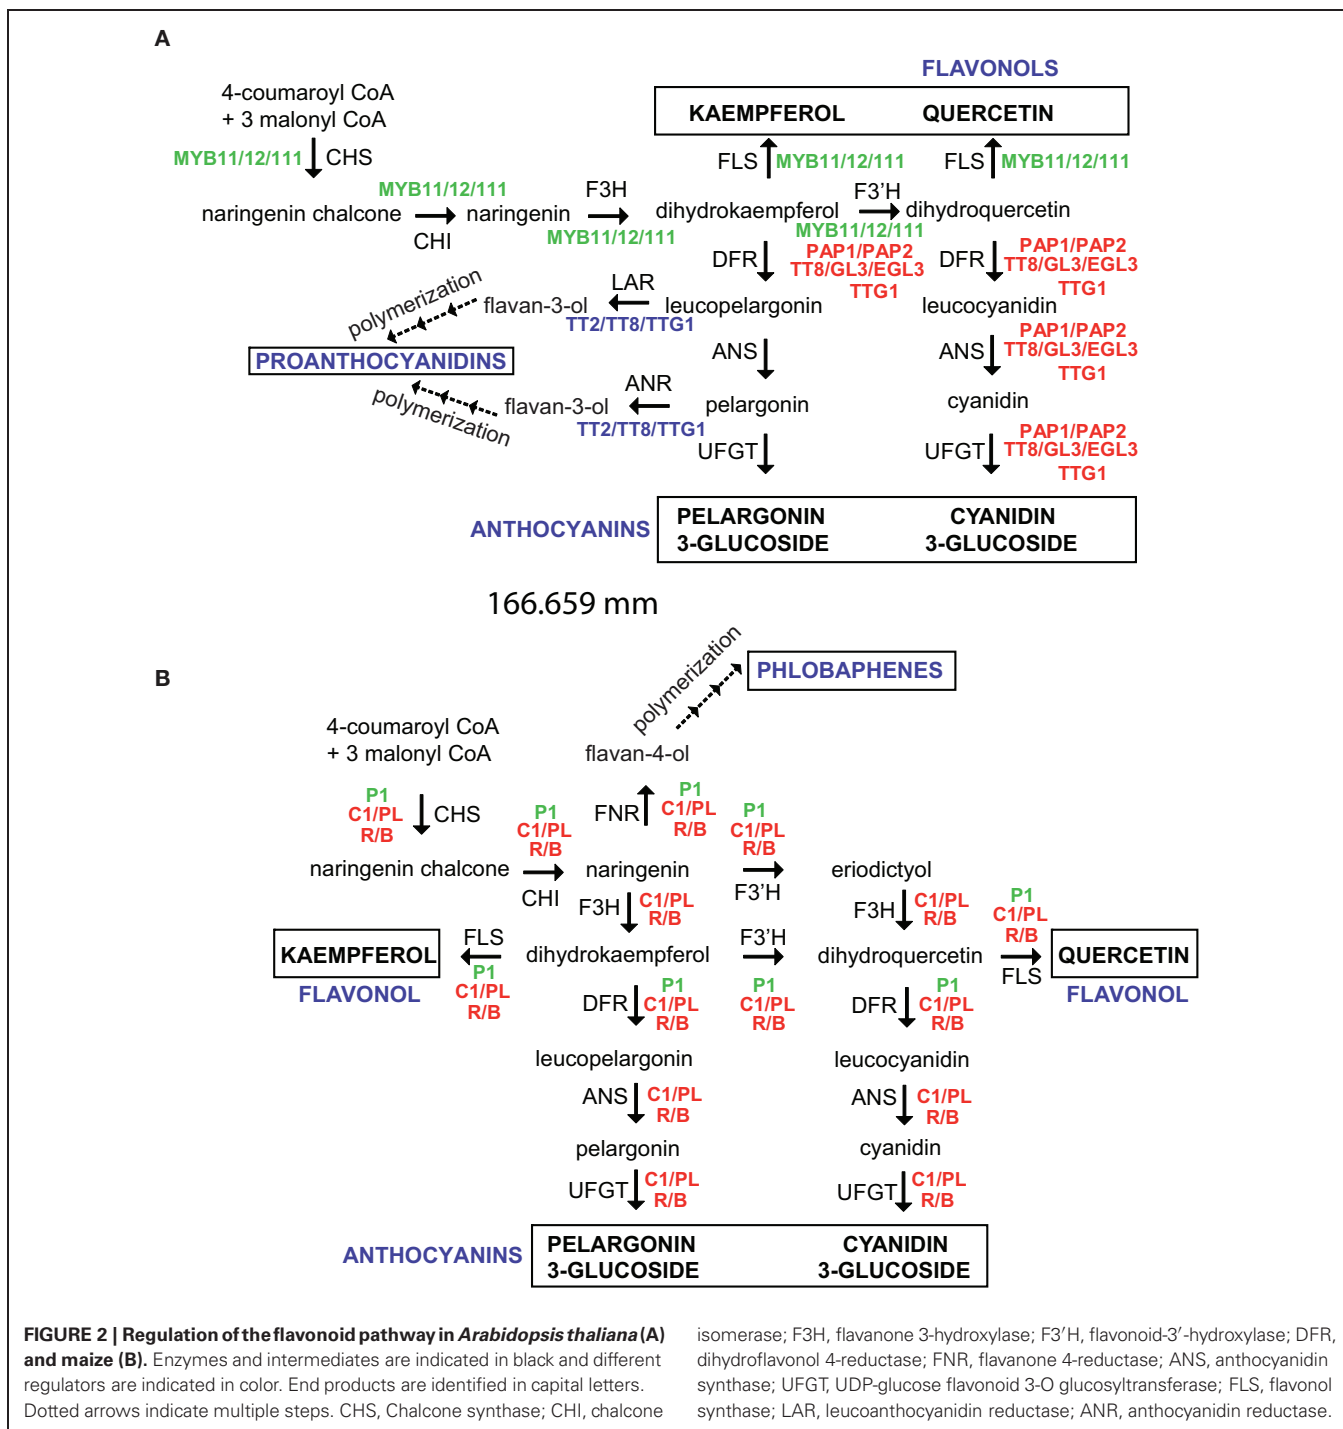 A
FLAVONOLS
4-coumaroyl CoA
+ 3 malonyl CoA
KAEMPFEROL QUERCETIN
MYB11/12/111 CHS
FLS MYB11/12/111
FLS MYB11/12/111
MYB11/12/111
F3H
F3'H
naringenin chalcone naringenin dihydrokaempferol dihydroquercetin
CHI
MYB11/12/111
MYB11/12/111
DFR
PAP1/PAP2
TT8/GL3/EGL3
TTG1
DFR
PAP1/PAP2
TT8/GL3/EGL3
TTG1
polymerization
flavan-3-ol
LAR
TT2/TT8/TTG1
leucopelargonin
leucocyanidin
PROANTHOCYANIDINS
ANS
ANS
PAP1/PAP2
TT8/GL3/EGL3
TTG1
polymerization
flavan-3-ol
ANR
TT2/TT8/TTG1
pelargonin
cyanidin
UFGT
UFGT
PAP1/PAP2
TT8/GL3/EGL3
TTG1
ANTHOCYANINS
PELARGONIN
3-GLUCOSIDE
CYANIDIN
3-GLUCOSIDE
166.659 mm
B
polymerization
PHLOBAPHENES
4-coumaroyl CoA
+ 3 malonyl CoA
flavan-4-ol
P1
C1/PL
R/B
CHS
P1
C1/PL
R/B
FNR
P1
C1/PL
R/B
P1
C1/PL
R/B
naringenin chalcone naringenin eriodictyol
CHI
F3'H
F3H
C1/PL
R/B
F3H
C1/PL
R/B
P1
C1/PL
R/B
KAEMPFEROL
FLS
dihydrokaempferol
F3'H
dihydroquercetin
FLS
QUERCETIN
FLAVONOL
P1
C1/PL
R/B
FLAVONOL
DFR
P1
C1/PL
R/B
P1
C1/PL
R/B
DFR
P1
C1/PL
R/B
leucopelargonin
leucocyanidin
ANS
C1/PL
R/B
ANS
C1/PL
R/B
pelargonin
cyanidin
UFGT
C1/PL
R/B
UFGT
C1/PL
R/B
ANTHOCYANINS
PELARGONIN
3-GLUCOSIDE
CYANIDIN
3-GLUCOSIDE
FIGURE 2 | Regulation of the flavonoid pathway in Arabidopsis thaliana (A)
and maize (B). Enzymes and intermediates are indicated in black and different
regulators are indicated in color. End products are identified in capital letters.
Dotted arrows indicate multiple steps. CHS, Chalcone synthase; CHI, chalcone
isomerase; F3H, flavanone 3-hydroxylase; F3′H, flavonoid-3′-hydroxylase; DFR,
dihydroflavonol 4-reductase; FNR, flavanone 4-reductase; ANS, anthocyanidin
synthase; UFGT, UDP-glucose flavonoid 3-O glucosyltransferase; FLS, flavonol
synthase; LAR, leucoanthocyanidin reductase; ANR, anthocyanidin reductase.